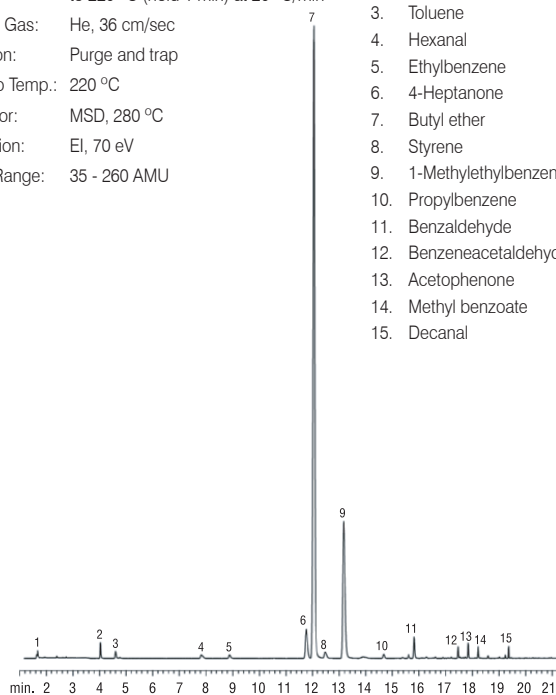 to 220 °C (hold 1 min) at 20 °C/min
Gas: He, 36 cm/sec
on: Purge and trap
Temp.: 220 °C
or: MSD, 280 °C
ion: EI, 70 eV
Range: 35 - 260 AMU
3. Toluene
4. Hexanal
5. Ethylbenzene
6. 4-Heptanone
7. Butyl ether
8. Styrene
9. 1-Methylethylbenzen
10. Propylbenzene
11. Benzaldehyde
12. Benzeneacetaldehyd
13. Acetophenone
14. Methyl benzoate
15. Decanal
7
9
6
8
1
2
3
4
5
10
11
12
13
14
15
min. 2 3 4 5 6 7 8 9 10 11 12 13 14 15 16 17 18 19 20 21